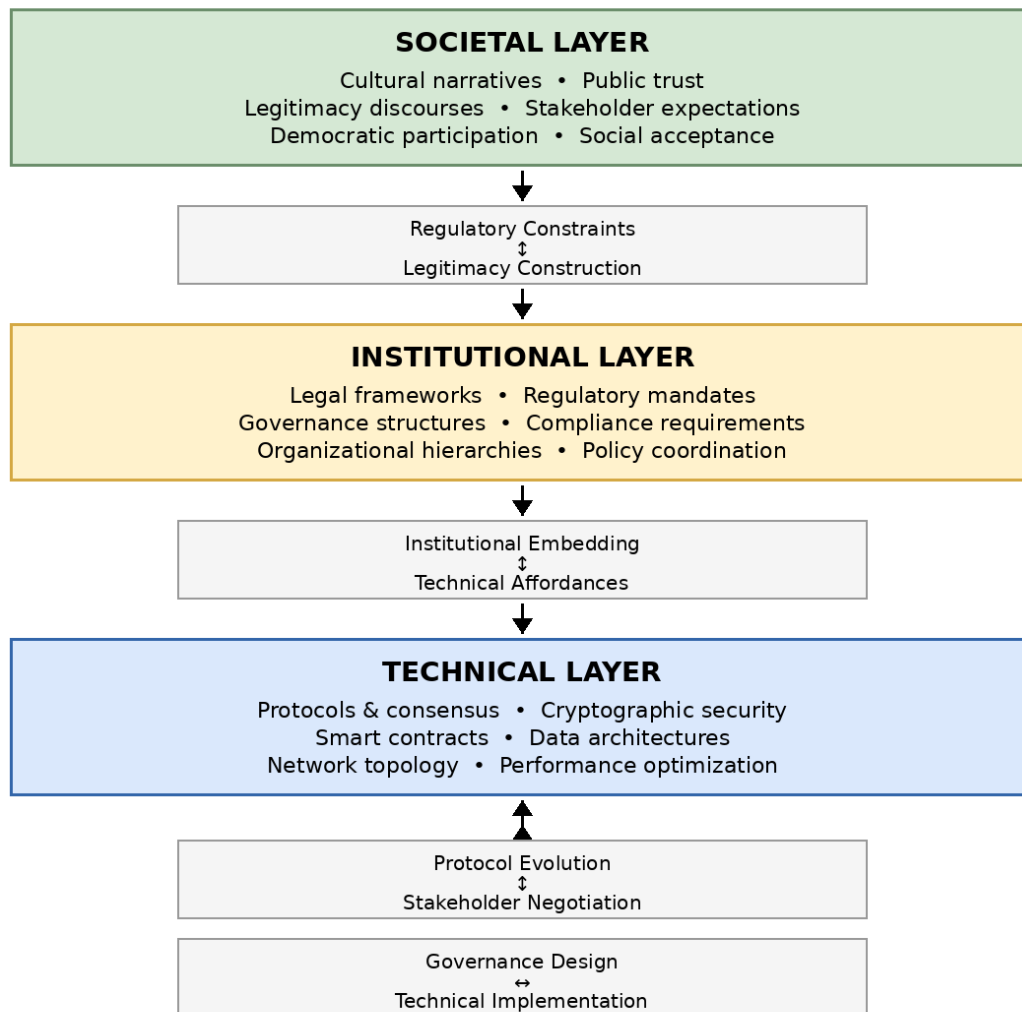 SOCIETAL LAYER
Cultural narratives • Public trust
Legitimacy discourses • Stakeholder expectations
Democratic participation • Social acceptance
Regulatory Constraints
↕
Legitimacy Construction
INSTITUTIONAL LAYER
Legal frameworks • Regulatory mandates
Governance structures • Compliance requirements
Organizational hierarchies • Policy coordination
Institutional Embedding
↕
Technical Affordances
TECHNICAL LAYER
Protocols & consensus • Cryptographic security
Smart contracts • Data architectures
Network topology • Performance optimization
Protocol Evolution
↕
Stakeholder Negotiation
Governance Design
↔
Technical Implementation